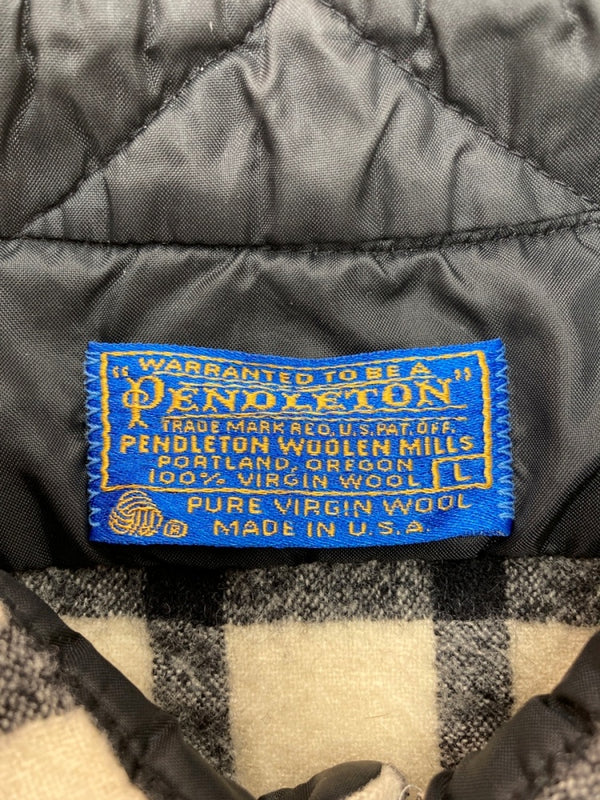 WARRANTED TO BE A
"PENDLETON"
TRADE MARK REG. U.S. PAT. OFF.
PENDLETON WOOLEN MILLS
PORTLAND, OREGON
100% VIRGIN WOOL L
® PURE VIRGIN WOOL
MADE IN U.S.A.